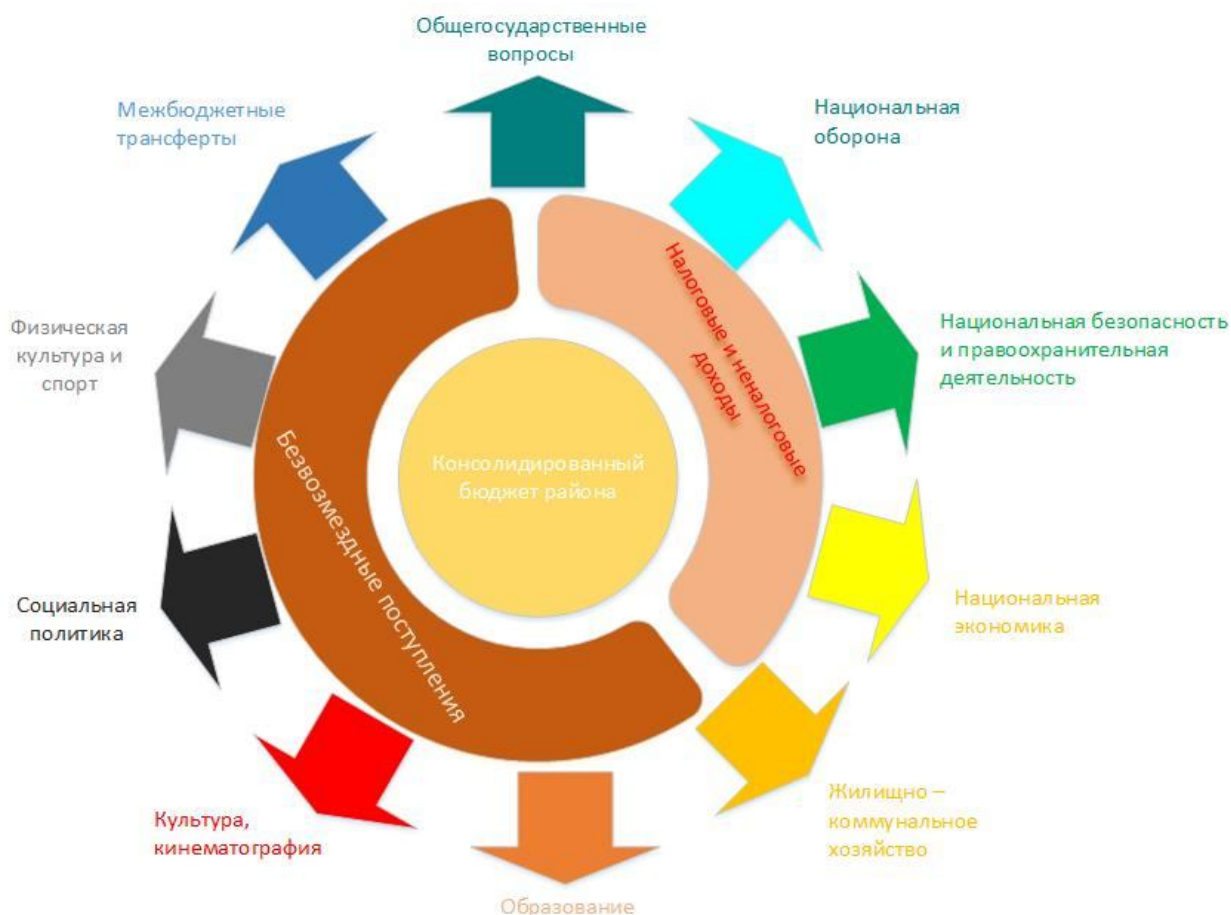 Общегосударственные
вопросы
Межбюджетные
трансферты
Национальная
оборона
Физическая
культура и
спорт
Налоговые и неналоговые
доходы
Национальная безопасность
и правоохранительная
деятельность
Консолидированный
бюджет района
Безвозмездные поступления
Социальная
политика
Национальная
экономика
Культура,
кинематография
Жилищно –
коммунальное
хозяйство
Образование